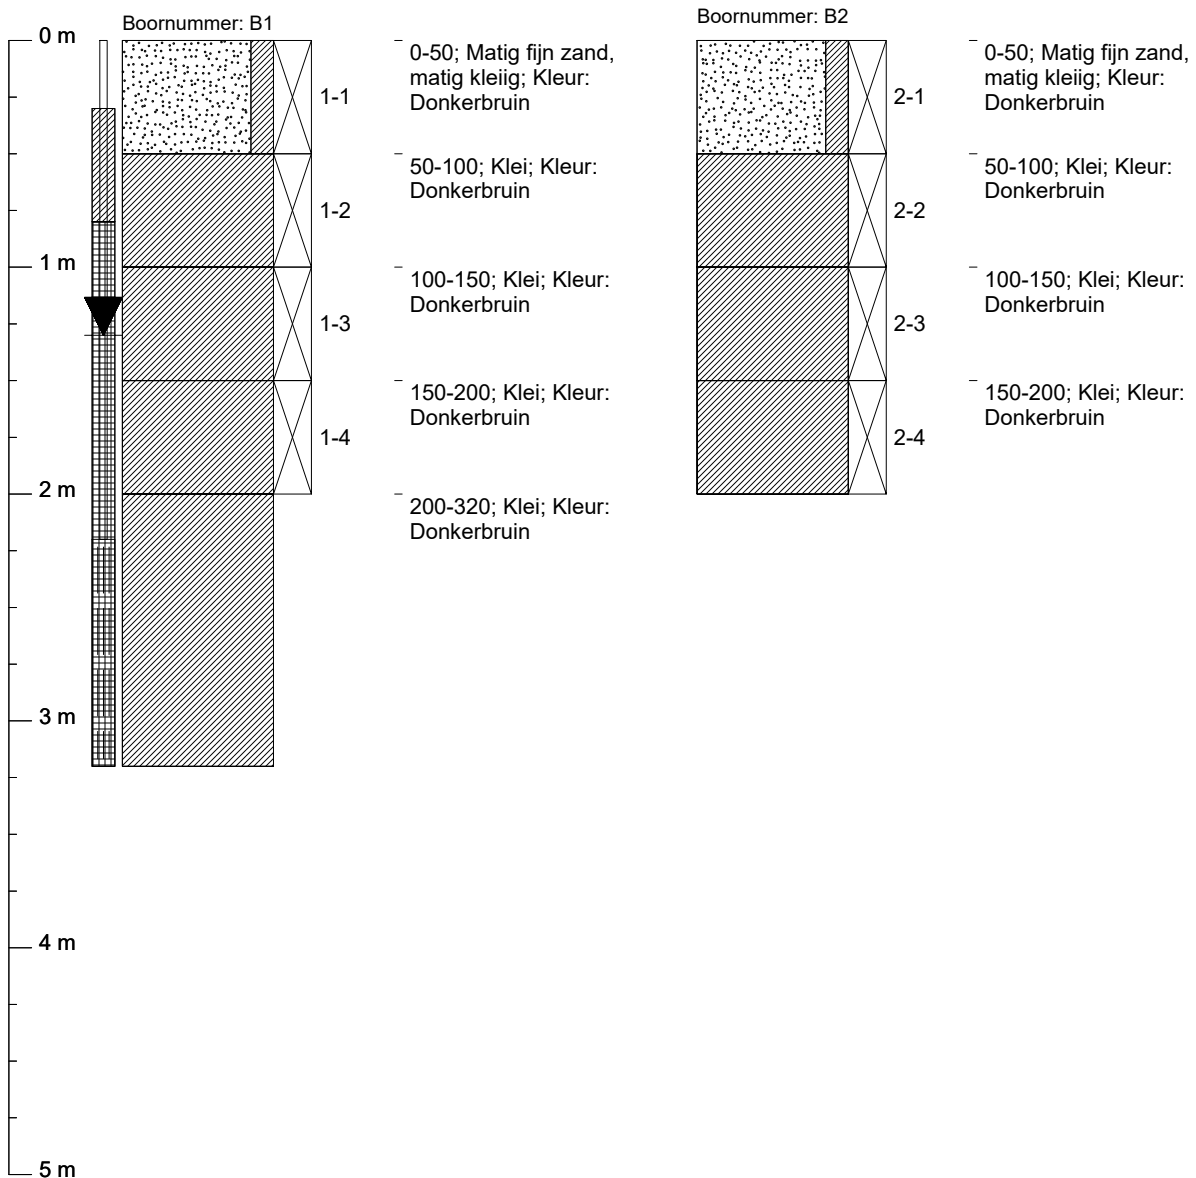 Boornummer: B1
0 m
1 m
2 m
3 m
4 m
5 m
1-1
1-2
1-3
1-4
0-50; Matig fijn zand,
matig kleiig; Kleur:
Donkerbruin
50-100; Klei; Kleur:
Donkerbruin
100-150; Klei; Kleur:
Donkerbruin
150-200; Klei; Kleur:
Donkerbruin
200-320; Klei; Kleur:
Donkerbruin
Boornummer: B2
2-1
2-2
2-3
2-4
0-50; Matig fijn zand,
matig kleiig; Kleur:
Donkerbruin
50-100; Klei; Kleur:
Donkerbruin
100-150; Klei; Kleur:
Donkerbruin
150-200; Klei; Kleur:
Donkerbruin